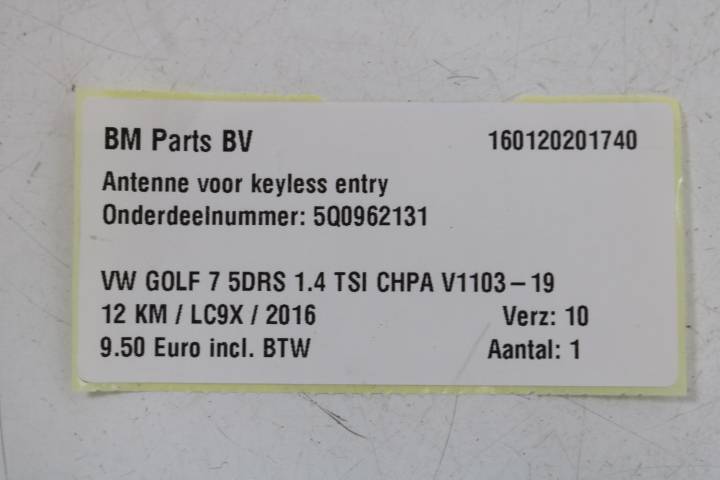 BM Parts BV 160120201740
Antenne voor keyless entry
Onderdeelnummer: 5Q0962131
VW GOLF 7 5DRS 1.4 TSI CHPA V1103-19
12 KM / LC9X / 2016 Verz: 10
9.50 Euro incl. BTW Aantal: 1